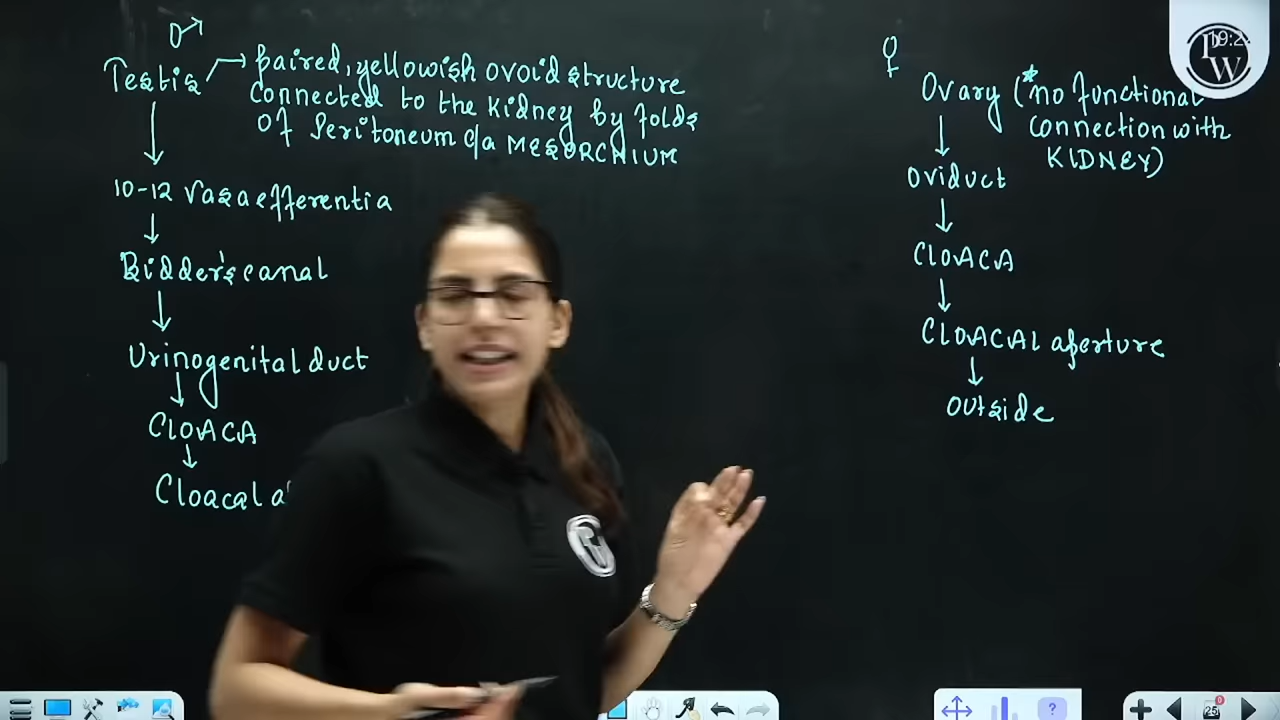 ♂
Testis → paired, yellowish ovoid structure
connected to the kidney by folds
of Peritoneum c/a MESORCHIUM
↓
10-12 Vasa efferentia
↓
Bidder's canal
↓
Urinogenital duct
↓
CLOACA
↓
Cloacal a
♀
Ovary (*no functional
connection with
KIDNEY)
↓
Oviduct
↓
CLOACA
↓
CLOACAL aperture
↓
Outside
PW
25